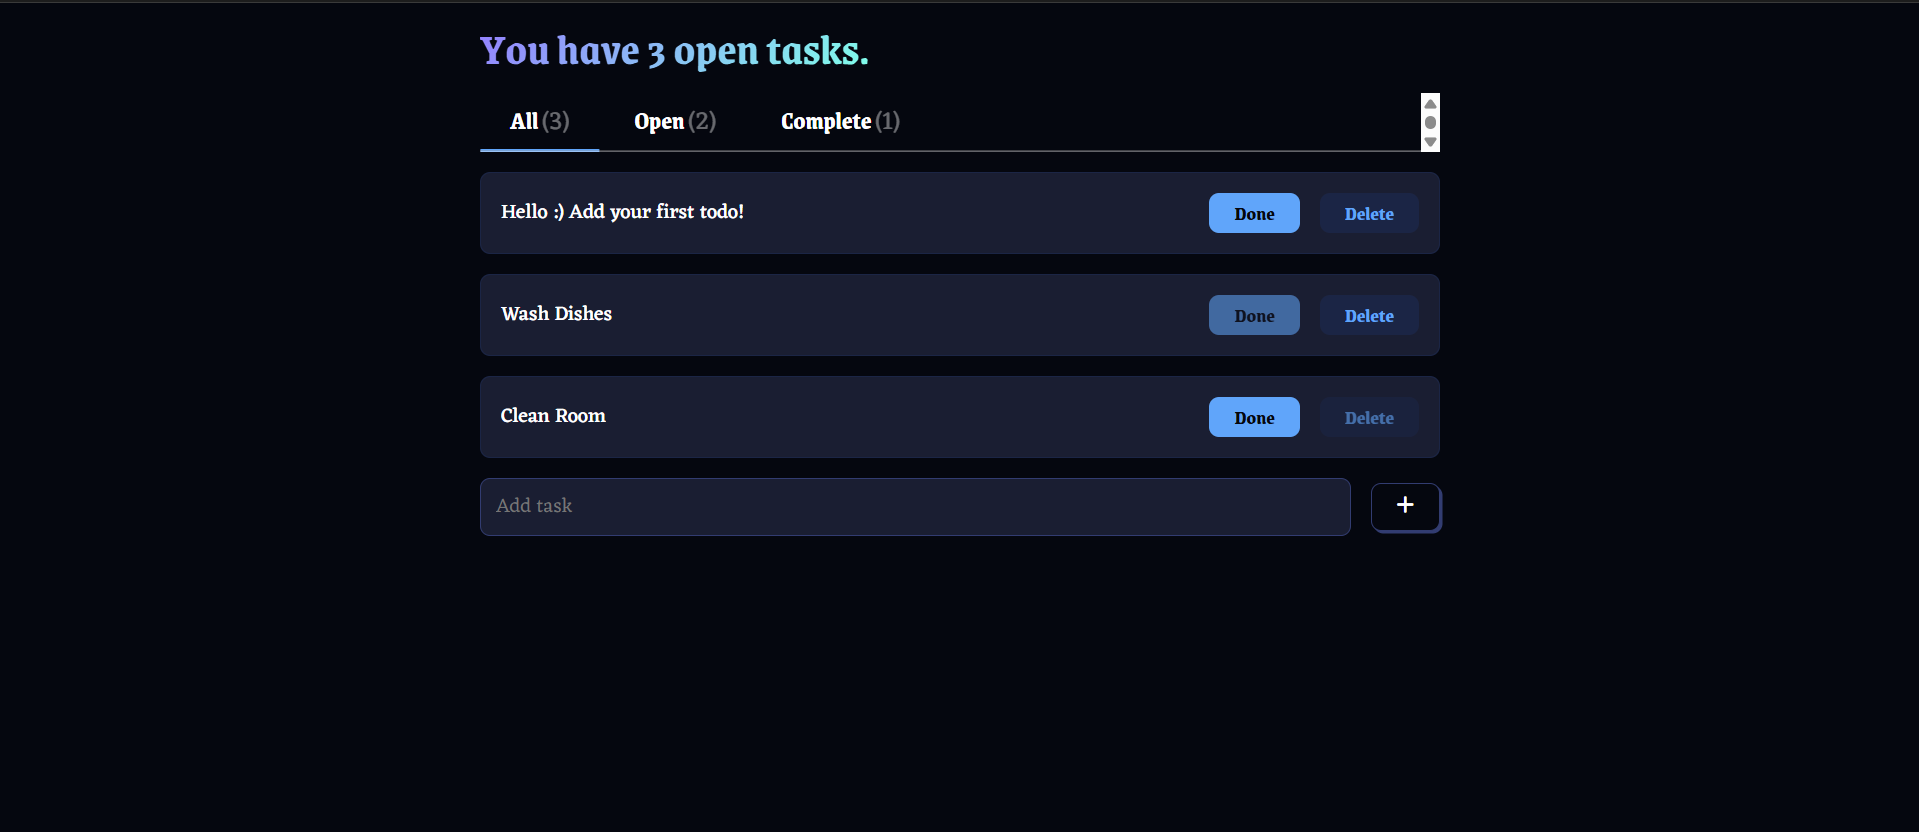 You have 3 open tasks.
All (3) Open (2) Complete (1)
Hello :) Add your first todo! Done Delete
Wash Dishes Done Delete
Clean Room Done Delete
Add task +